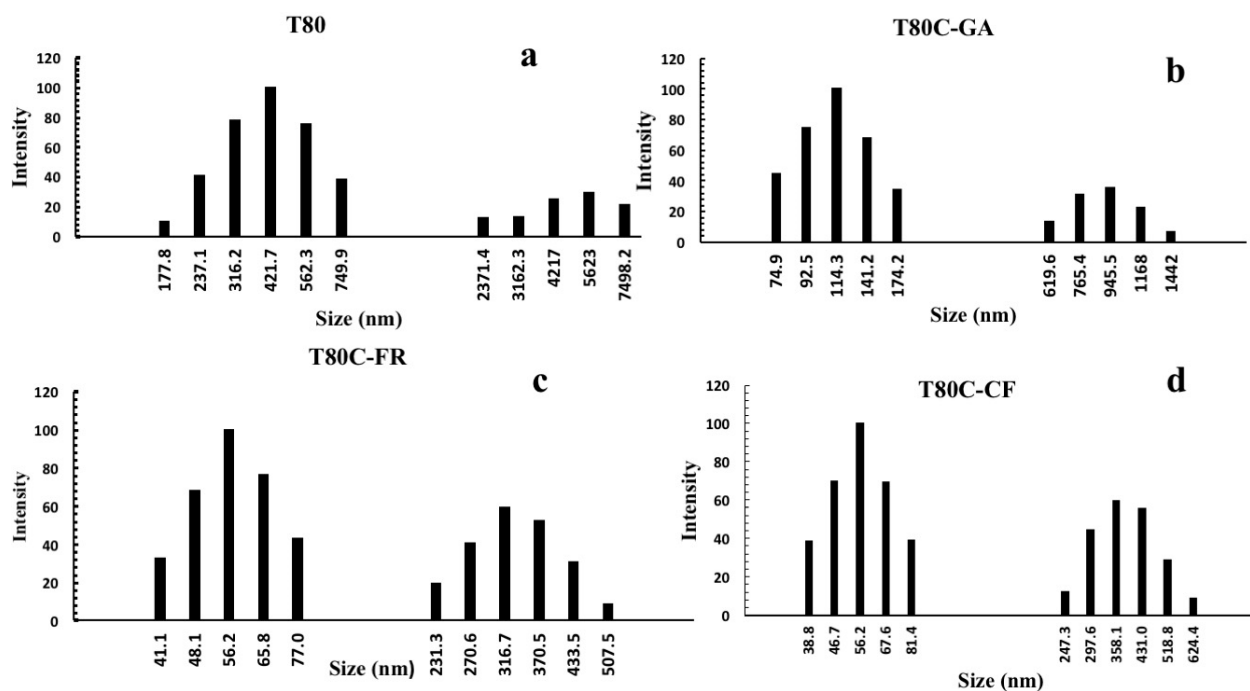 T80
a
Intensity
120
100
80
60
40
20
0
177.8 237.1 316.2 421.7 562.3 749.9 2371.4 3162.3 4217 5623 7498.2
Size (nm)
T80C-GA
b
Intensity
120
100
80
60
40
20
0
74.9 92.5 114.3 141.2 174.2 619.6 765.4 945.5 1168 1442
Size (nm)
T80C-FR
c
Intensity
120
100
80
60
40
20
0
41.1 48.1 56.2 65.8 77.0 231.3 270.6 316.7 370.5 433.5 507.5
Size (nm)
T80C-CF
d
Intensity
120
100
80
60
40
20
0
38.8 46.7 56.2 67.6 81.4 247.3 297.6 358.1 431.0 518.8 624.4
Size (nm)